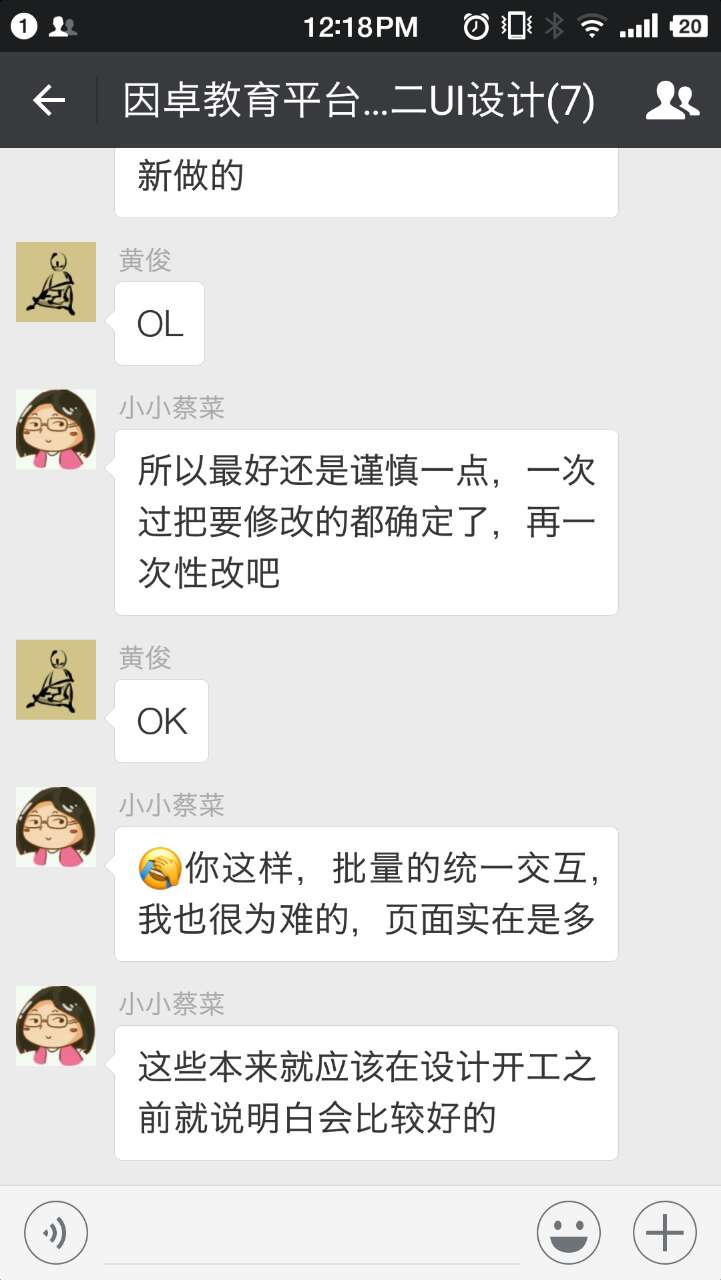 1
12:18PM
20
因卓教育平台...二UI设计(7)
新做的
黄俊
OL
小小蔡菜
所以最好还是谨慎一点，一次
过把要修改的都确定了，再一
次性改吧
黄俊
OK
小小蔡菜
🤦你这样，批量的统一交互，
我也很为难的，页面实在是多
小小蔡菜
这些本来就应该在设计开工之
前就说明白会比较好的